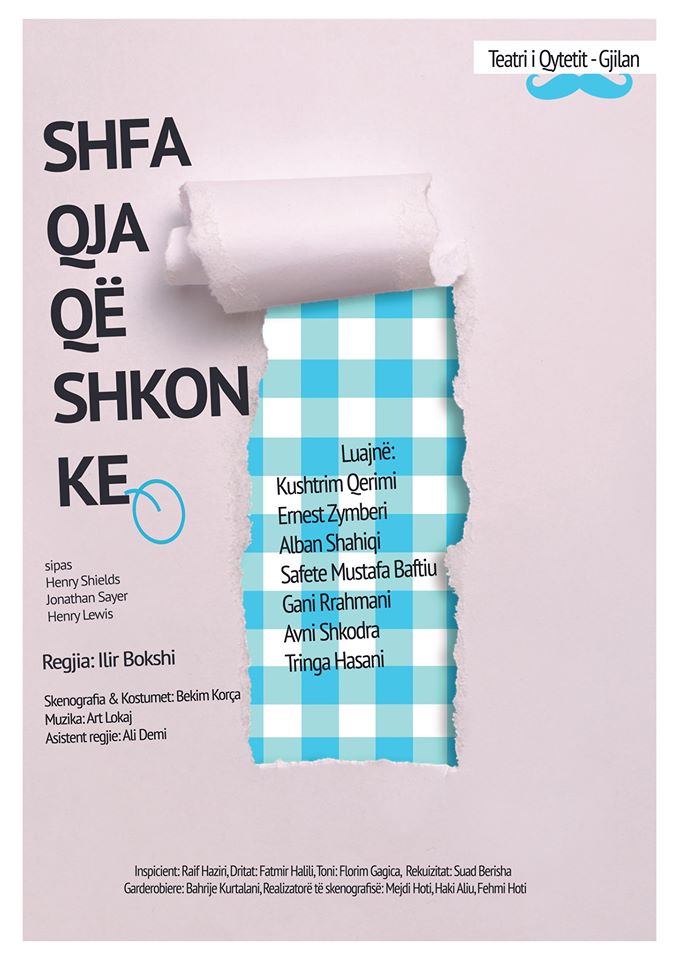 Teatri i Qytetit - Gjilan
SHFA
QJA
QË
SHKON
KEQ
sipas
Henry Shields
Jonathan Sayer
Henry Lewis
Regjia: Ilir Bokshi
Skenografia & Kostumet: Bekim Korça
Muzika: Art Lokaj
Asistent regjie: Ali Demi
Luajnë:
Kushtrim Qerimi
Ernest Zymberi
Alban Shahiqi
Safete Mustafa Baftiu
Gani Rrahmani
Avni Shkodra
Tringa Hasani
Inspicient: Raif Haziri, Dritat: Fatmir Halili, Toni: Florim Gagica, Rekuizitat: Suad Berisha
Garderobiere: Bahrije Kurtalani, Realizatorë të skenografisë: Mejdi Hoti, Haki Aliu, Fehmi Hoti